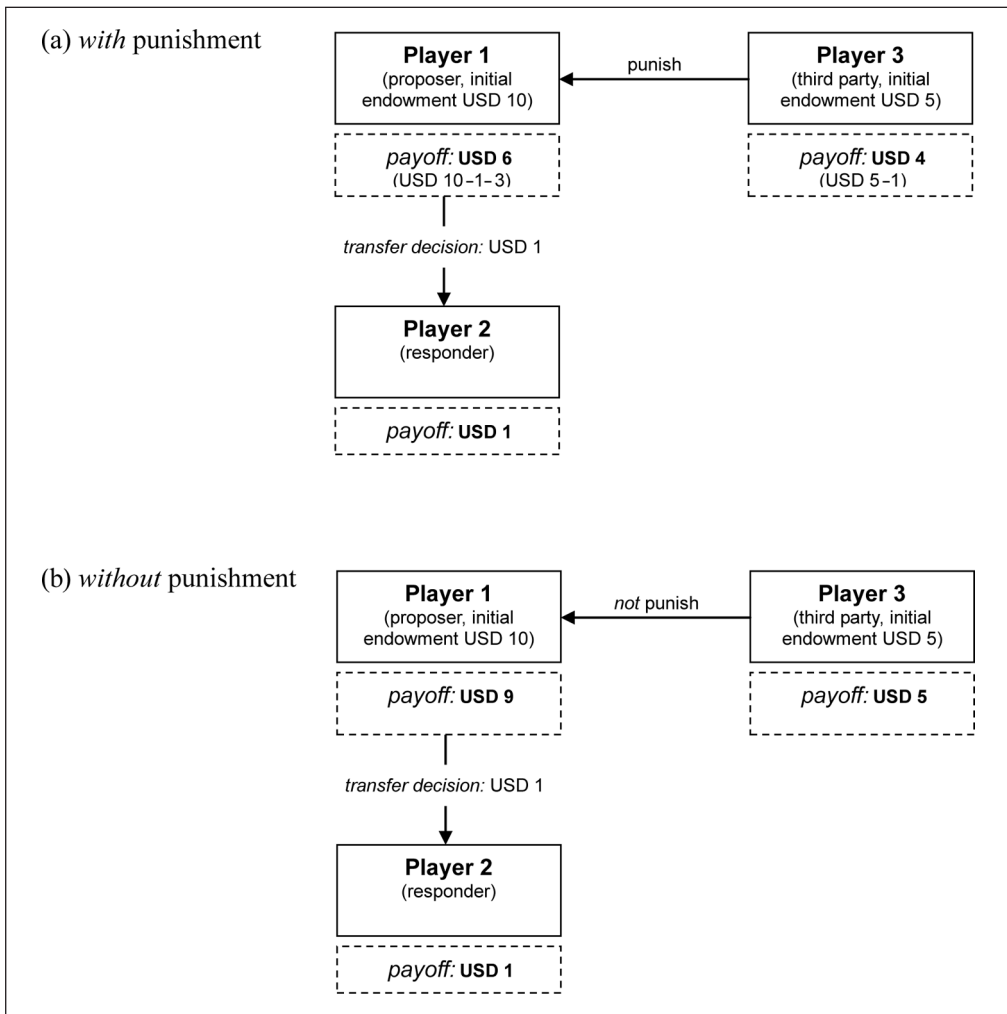 (a) with punishment
Player 1
(proposer, initial
endowment USD 10)
punish
Player 3
(third party, initial
endowment USD 5)
payoff: USD 6
(USD 10–1–3)
payoff: USD 4
(USD 5–1)
transfer decision: USD 1
Player 2
(responder)
payoff: USD 1
(b) without punishment
Player 1
(proposer, initial
endowment USD 10)
not punish
Player 3
(third party, initial
endowment USD 5)
payoff: USD 9
payoff: USD 5
transfer decision: USD 1
Player 2
(responder)
payoff: USD 1